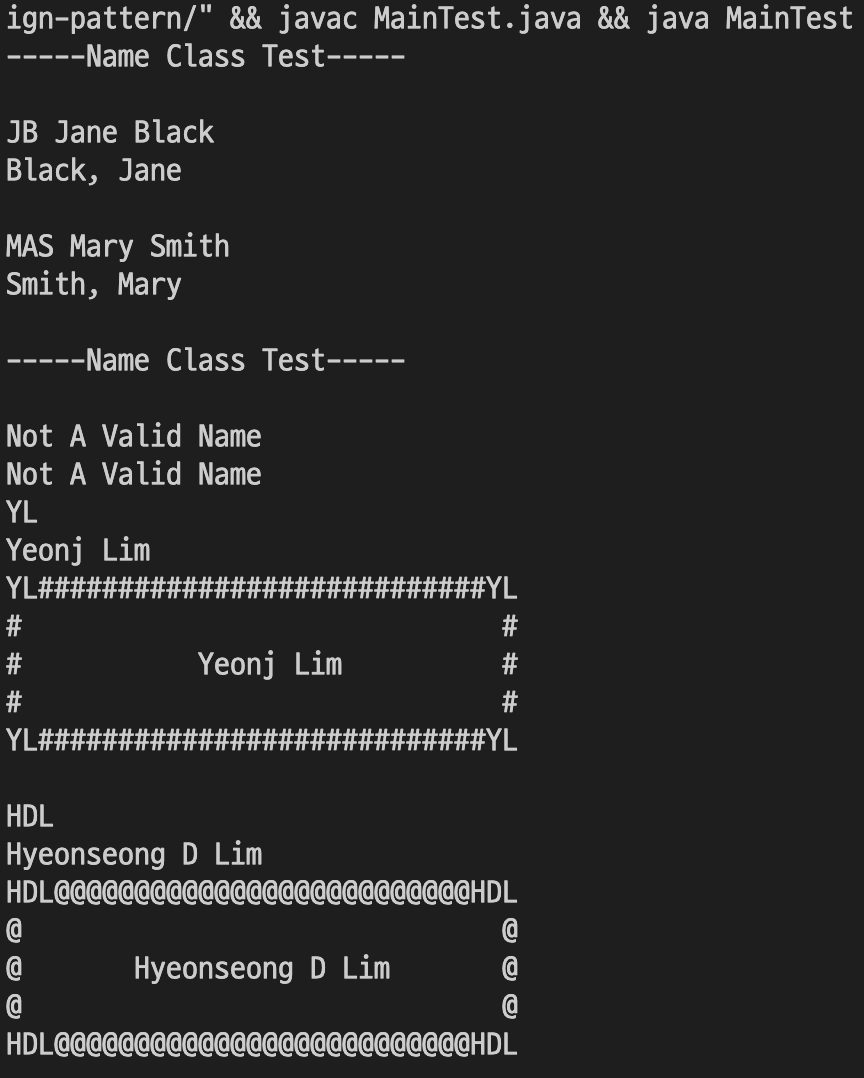 ign-pattern/" && javac MainTest.java && java MainTest
-----Name Class Test-----
JB Jane Black
Black, Jane
MAS Mary Smith
Smith, Mary
-----Name Class Test-----
Not A Valid Name
Not A Valid Name
YL
Yeonj Lim
YL############################YL
#                              #
#           Yeonj Lim          #
#                              #
YL############################YL
HDL
Hyeonseong D Lim
HDL@@@@@@@@@@@@@@@@@@@@@@@@@@HDL
@                              @
@       Hyeonseong D Lim       @
@                              @
HDL@@@@@@@@@@@@@@@@@@@@@@@@@@HDL